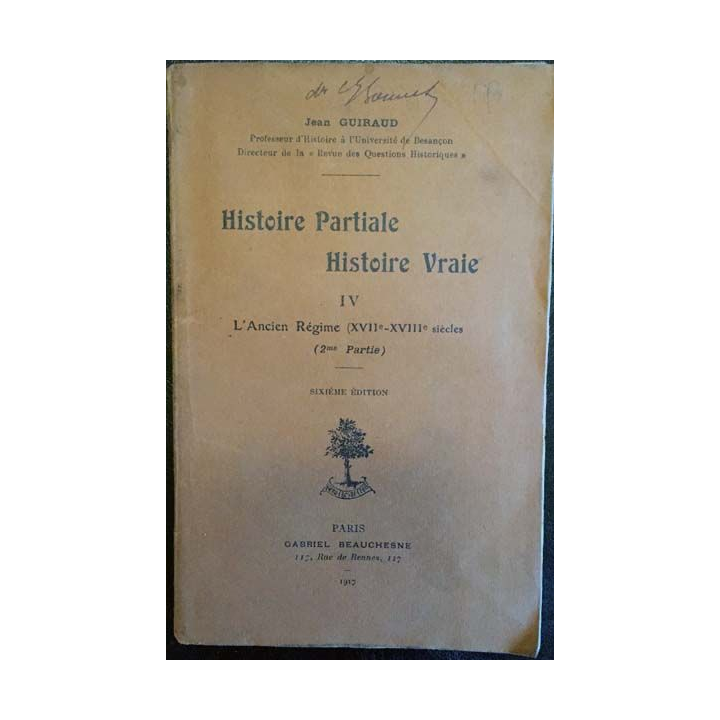 Jean GUIRAUD
Professeur d'Histoire à l'Université de Besançon
Directeur de la « Revue des Questions Historiques »
Histoire Partiale
Histoire Vraie
IV
L'Ancien Régime (XVIIe-XVIIIe siècles
(2me Partie)
SIXIÈME ÉDITION
PARIS
GABRIEL BEAUCHESNE
117, Rue de Rennes, 117
1917